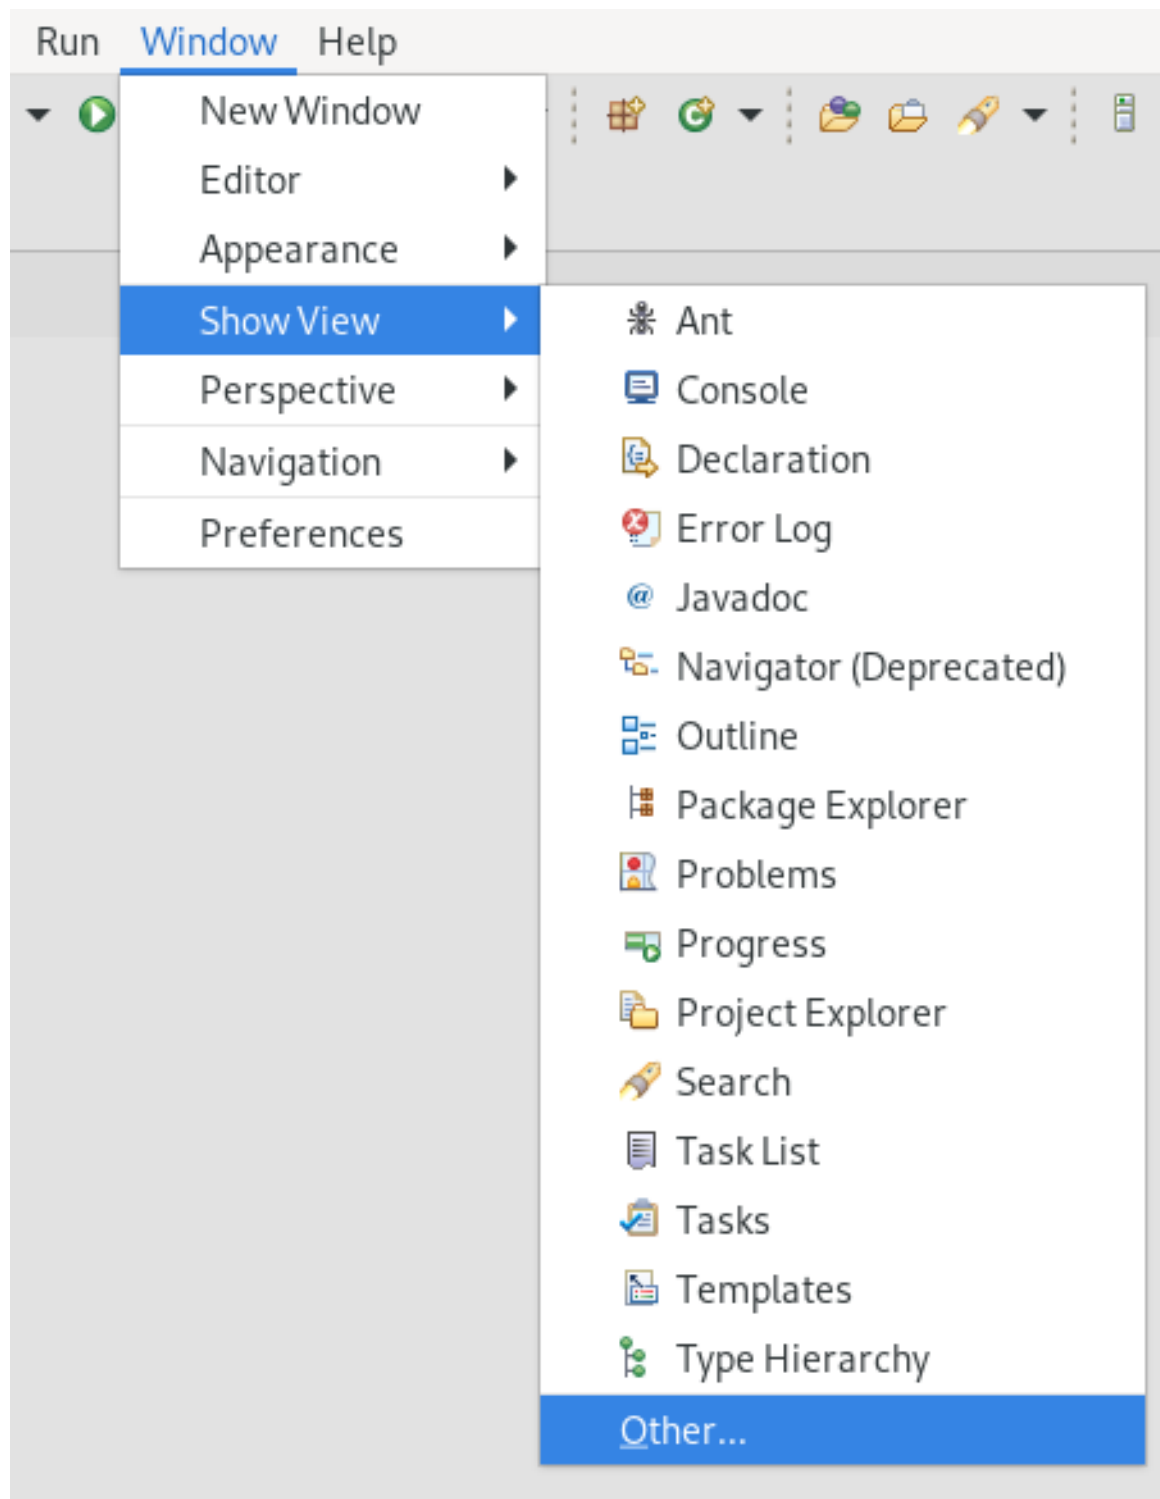 Run Window Help
New Window
Editor
Appearance
Show View
Perspective
Navigation
Preferences
Ant
Console
Declaration
Error Log
Javadoc
Navigator (Deprecated)
Outline
Package Explorer
Problems
Progress
Project Explorer
Search
Task List
Tasks
Templates
Type Hierarchy
Other...